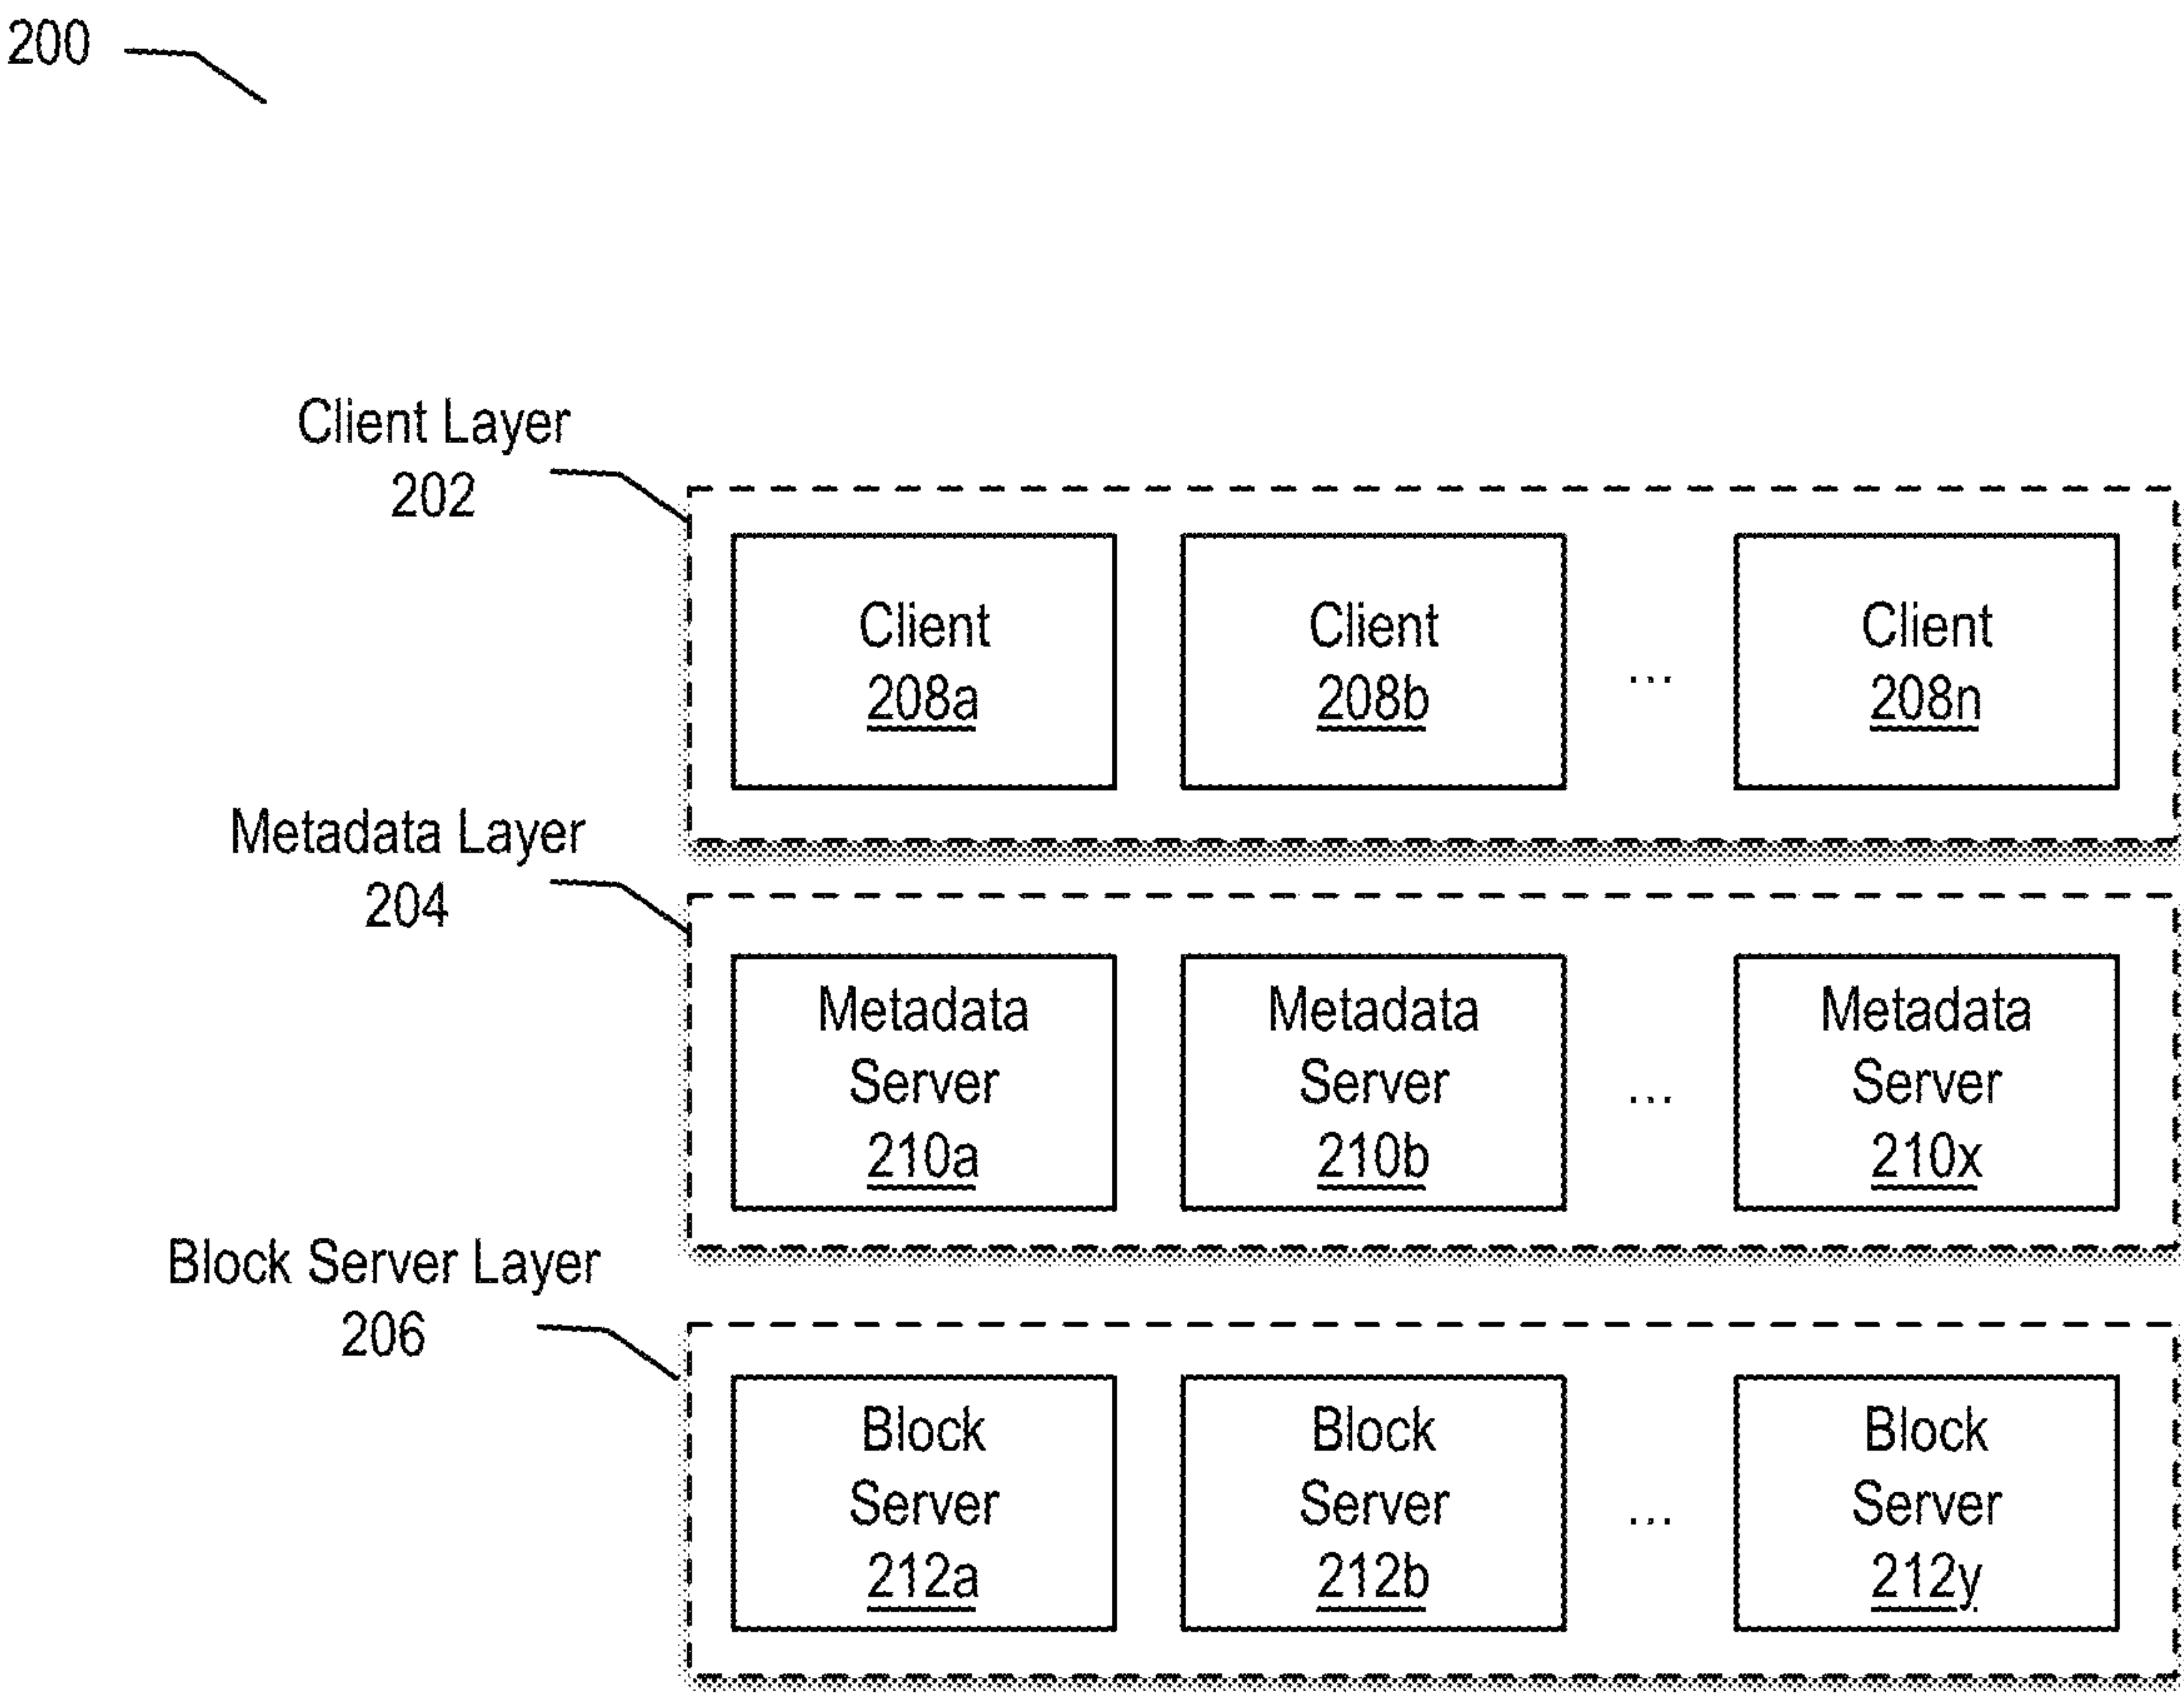 200
Client Layer
202
Client
208a
Client
208b
...
Client
208n
Metadata Layer
204
Metadata
Server
210a
Metadata
Server
210b
...
Metadata
Server
210x
Block Server Layer
206
Block
Server
212a
Block
Server
212b
...
Block
Server
212y